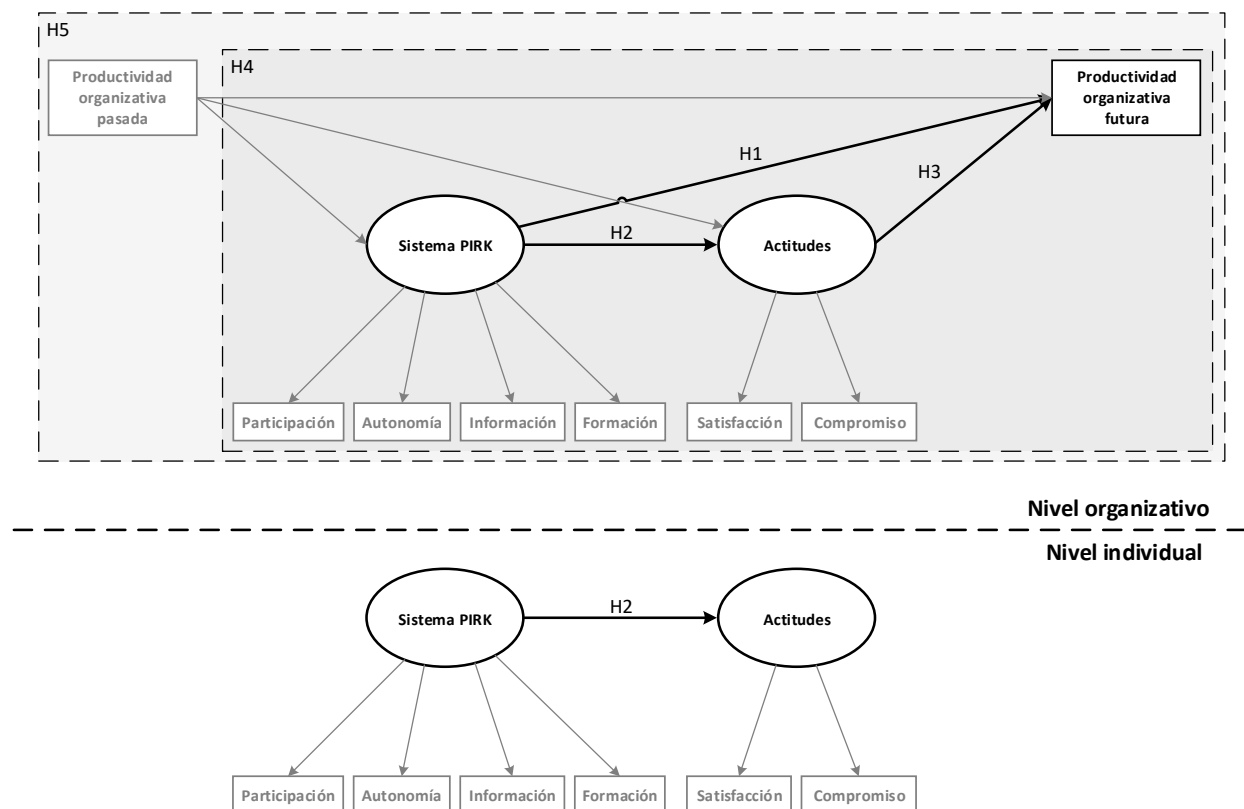 H5
H4
Productividad
organizativa
pasada
Productividad
organizativa
futura
H1
H3
Sistema PIRK
H2
Actitudes
Participación
Autonomía
Información
Formación
Satisfacción
Compromiso
Nivel organizativo
Nivel individual
Sistema PIRK
H2
Actitudes
Participación
Autonomía
Información
Formación
Satisfacción
Compromiso